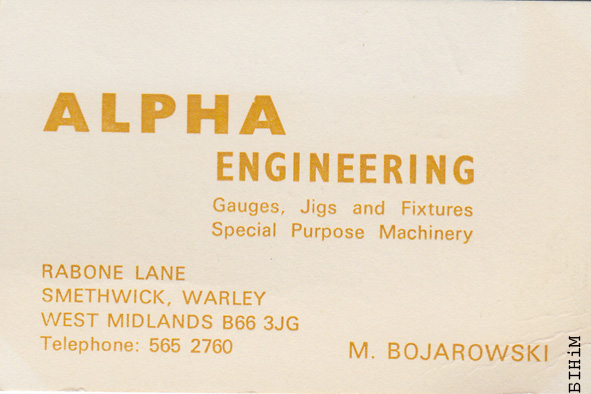 ALPHA
ENGINEERING
Gauges, Jigs and Fixtures
Special Purpose Machinery
RABONE LANE
SMETHWICK, WARLEY
WEST MIDLANDS B66 3JG
Telephone: 565 2760
M. BOJAROWSKI
БІНіМ